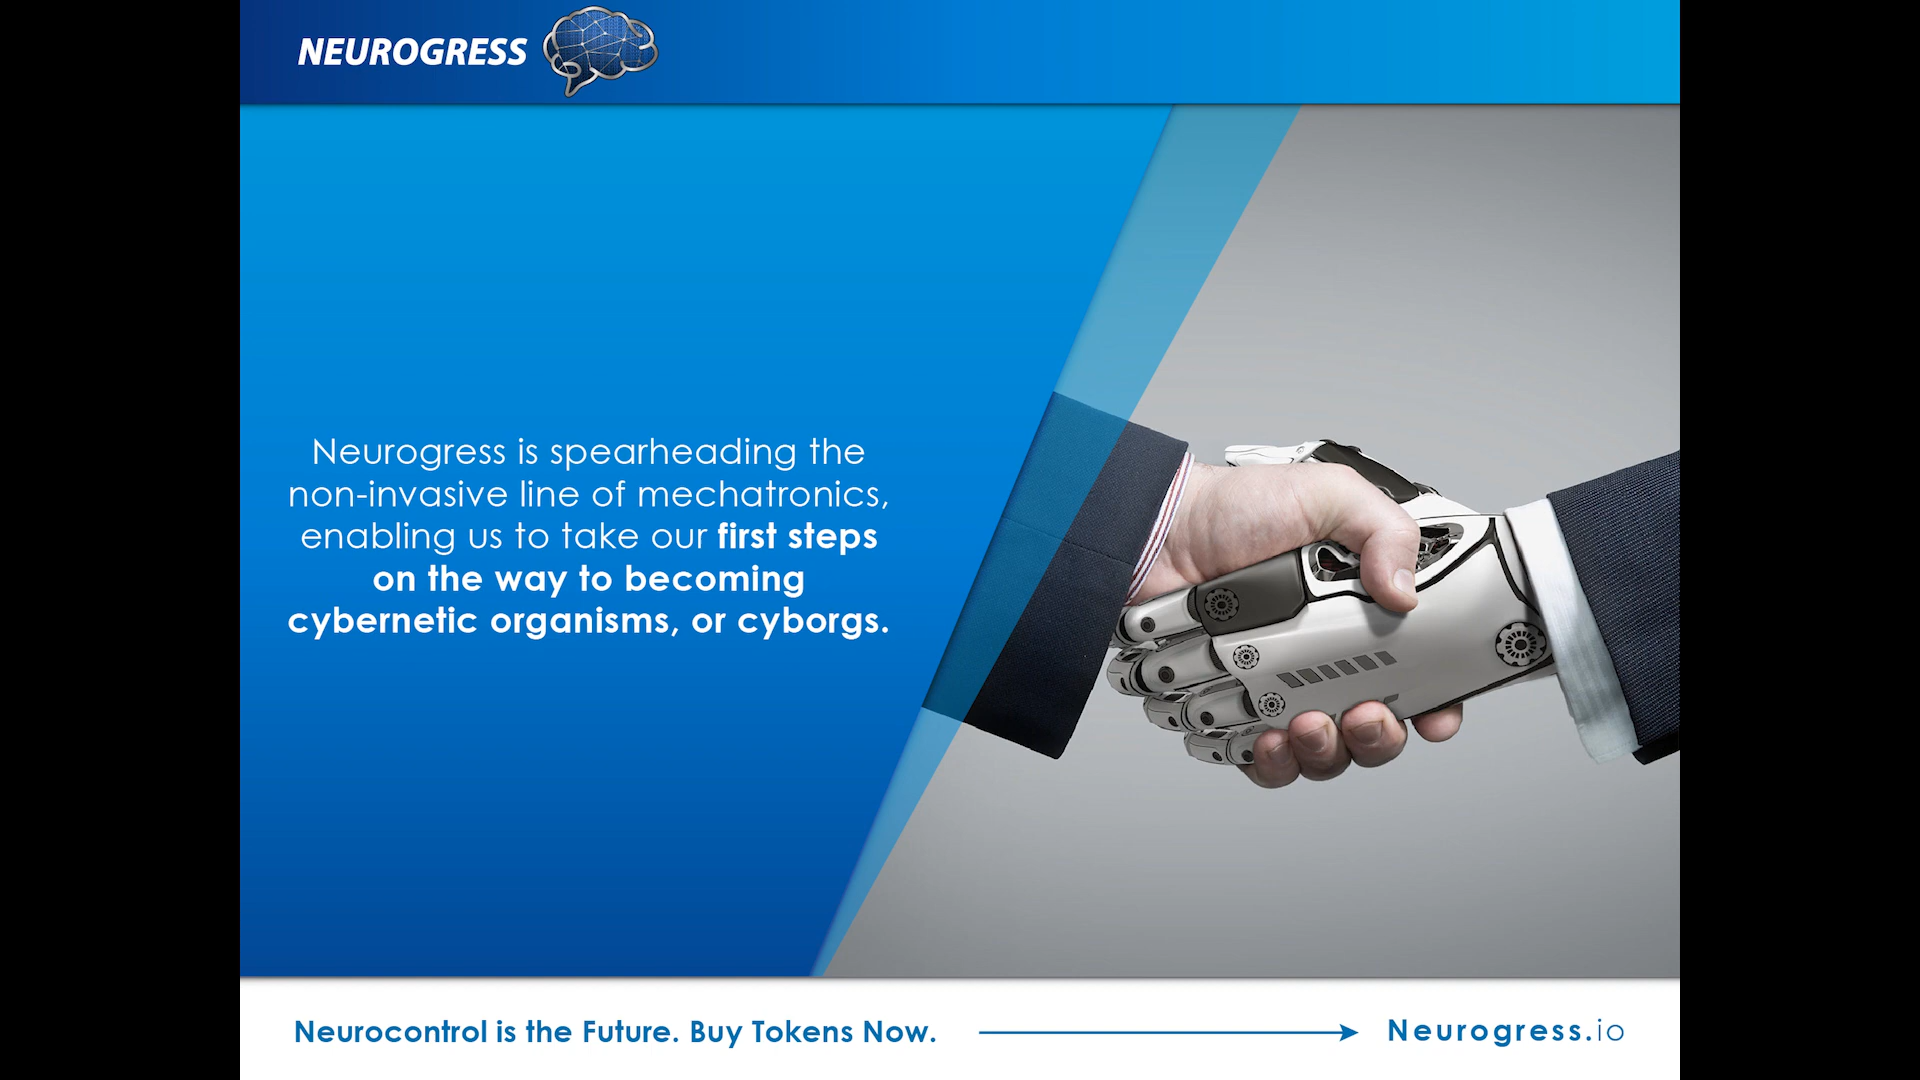 NEUROGRESS
Neurogress is spearheading the
non-invasive line of mechatronics,
enabling us to take our first steps
on the way to becoming
cybernetic organisms, or cyborgs.
Neurocontrol is the Future. Buy Tokens Now.
Neurogress.io